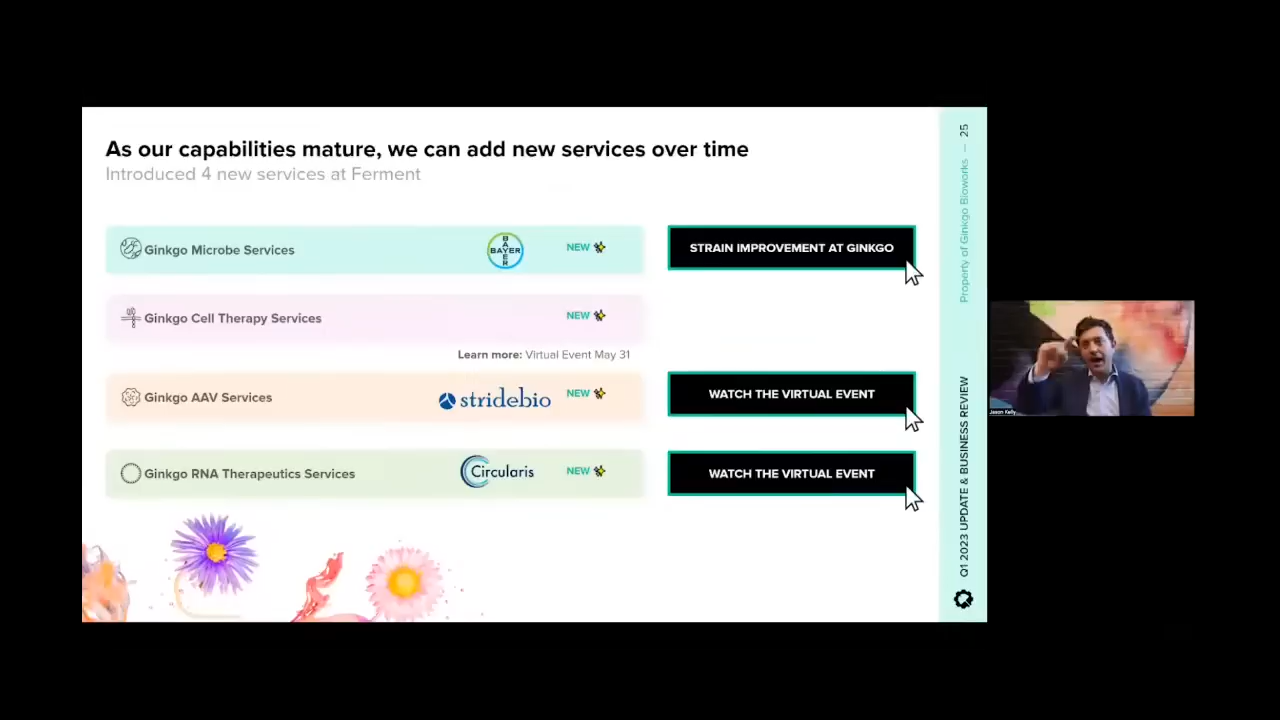 As our capabilities mature, we can add new services over time
Introduced 4 new services at Ferment
Ginkgo Microbe Services
BAYER
BAYER
NEW
STRAIN IMPROVEMENT AT GINKGO
Ginkgo Cell Therapy Services
NEW
Learn more: Virtual Event May 31
Ginkgo AAV Services
stridebio
NEW
WATCH THE VIRTUAL EVENT
Ginkgo RNA Therapeutics Services
Circularis
NEW
WATCH THE VIRTUAL EVENT
Property of Ginkgo Bioworks — 25
Q1 2023 UPDATE & BUSINESS REVIEW
Jason Kelly